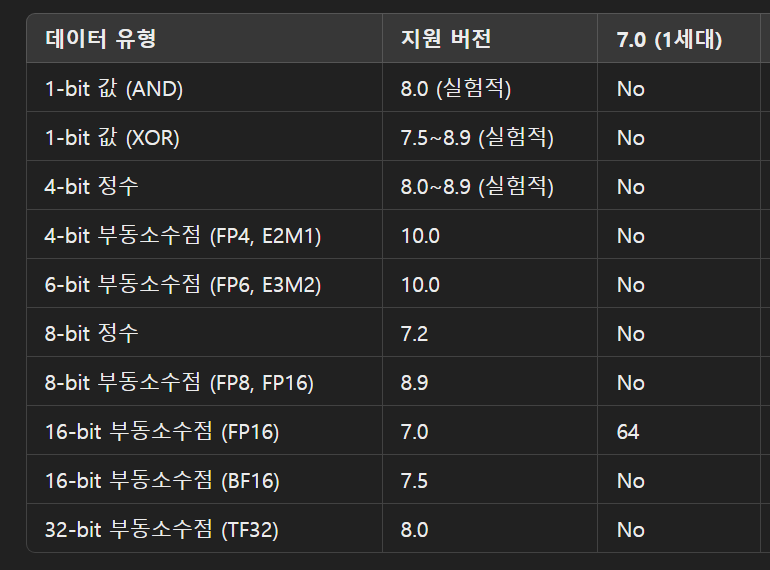 데이터 유형 지원 버전 7.0 (1세대)
1-bit 값 (AND) 8.0 (실험적) No
1-bit 값 (XOR) 7.5~8.9 (실험적) No
4-bit 정수 8.0~8.9 (실험적) No
4-bit 부동소수점 (FP4, E2M1) 10.0 No
6-bit 부동소수점 (FP6, E3M2) 10.0 No
8-bit 정수 7.2 No
8-bit 부동소수점 (FP8, FP16) 8.9 No
16-bit 부동소수점 (FP16) 7.0 64
16-bit 부동소수점 (BF16) 7.5 No
32-bit 부동소수점 (TF32) 8.0 No